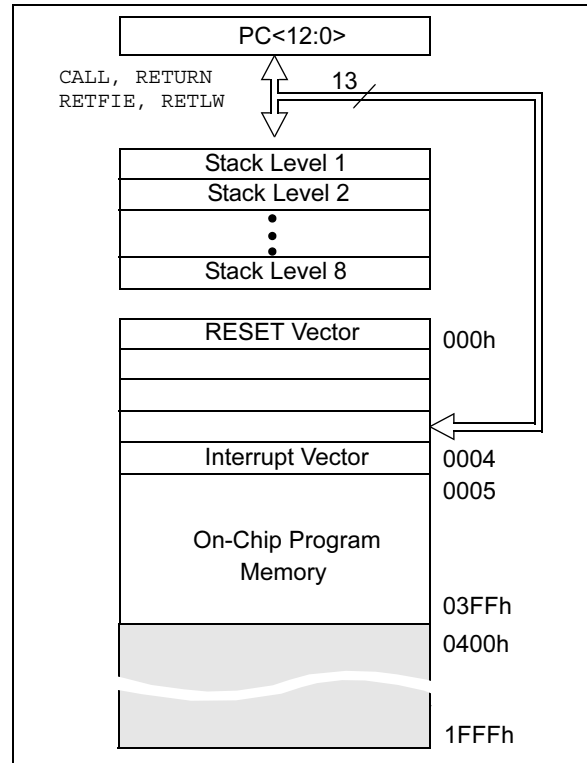 PC<12:0>
CALL, RETURN
RETFIE, RETLW
13
Stack Level 1
Stack Level 2
Stack Level 8
RESET Vector
000h
Interrupt Vector
0004
0005
On-Chip Program
Memory
03FFh
0400h
1FFFh